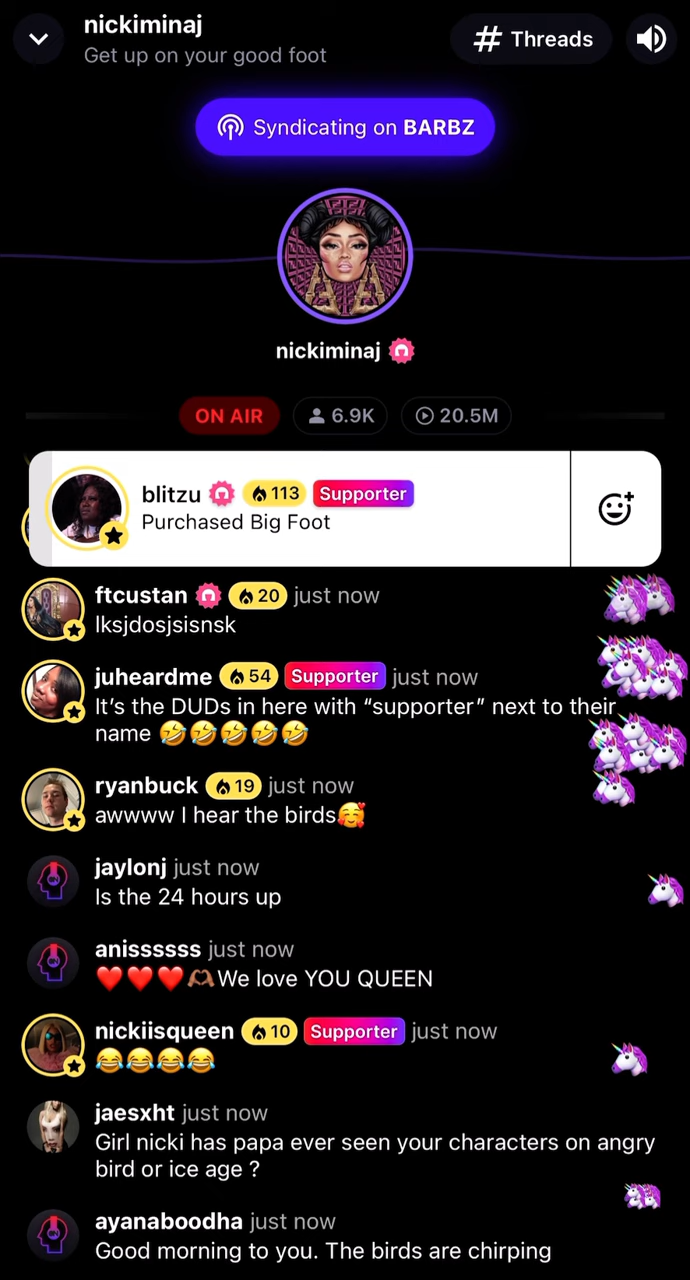 nickiminaj
Get up on your good foot
# Threads
Syndicating on BARBZ
nickiminaj
ON AIR
6.9K
20.5M
blitzu 113 Supporter
Purchased Big Foot
ftcustan 20 just now
lksjdosjsisnsk
juheardme 54 Supporter just now
It’s the DUDs in here with “supporter” next to their
name 🤣🤣🤣🤣🤣
ryanbuck 19 just now
awwww I hear the birds🥰
jaylonj just now
Is the 24 hours up
anissssss just now
❤️❤️❤️🫶🏾We love YOU QUEEN
nickiisqueen 10 Supporter just now
😂😂😂😂
jaesxht just now
Girl nicki has papa ever seen your characters on angry
bird or ice age ?
ayanaboodha just now
Good morning to you. The birds are chirping